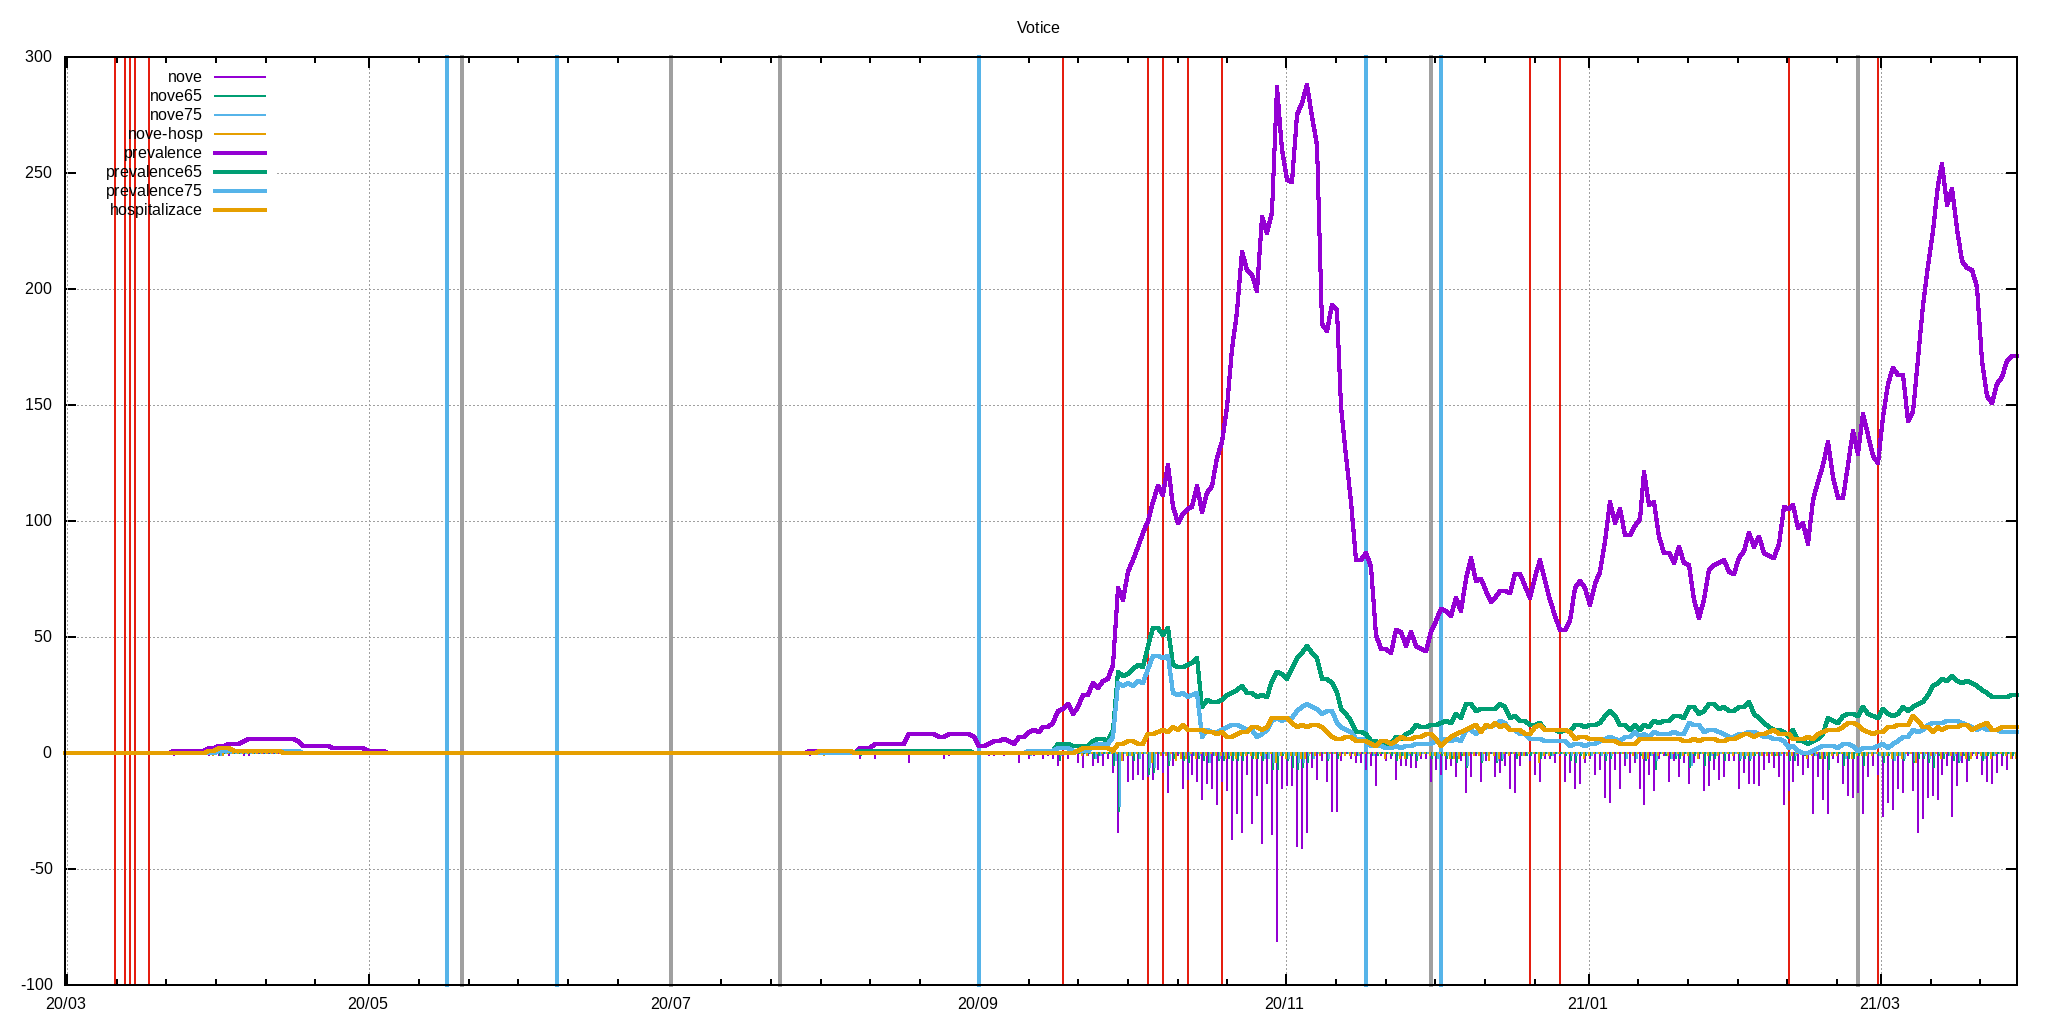 Votice
300
250
200
150
100
50
0
-50
-100
nove
nove65
nove75
nove-hosp
prevalence
prevalence65
prevalence75
hospitalizace
20/03 20/05 20/07 20/09 20/11 21/01 21/03